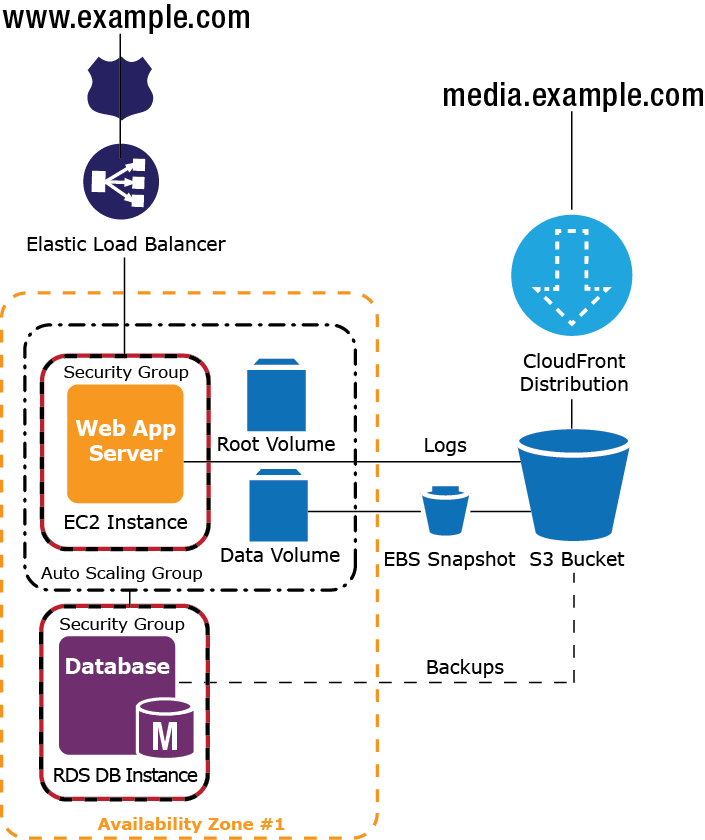 www.example.com
media.example.com
Elastic Load Balancer
CloudFront
Distribution
Security Group
Web App
Server
EC2 Instance
Root Volume
Logs
Data Volume
EBS Snapshot
S3 Bucket
Auto Scaling Group
Security Group
Database
M
RDS DB Instance
Backups
Availability Zone #1